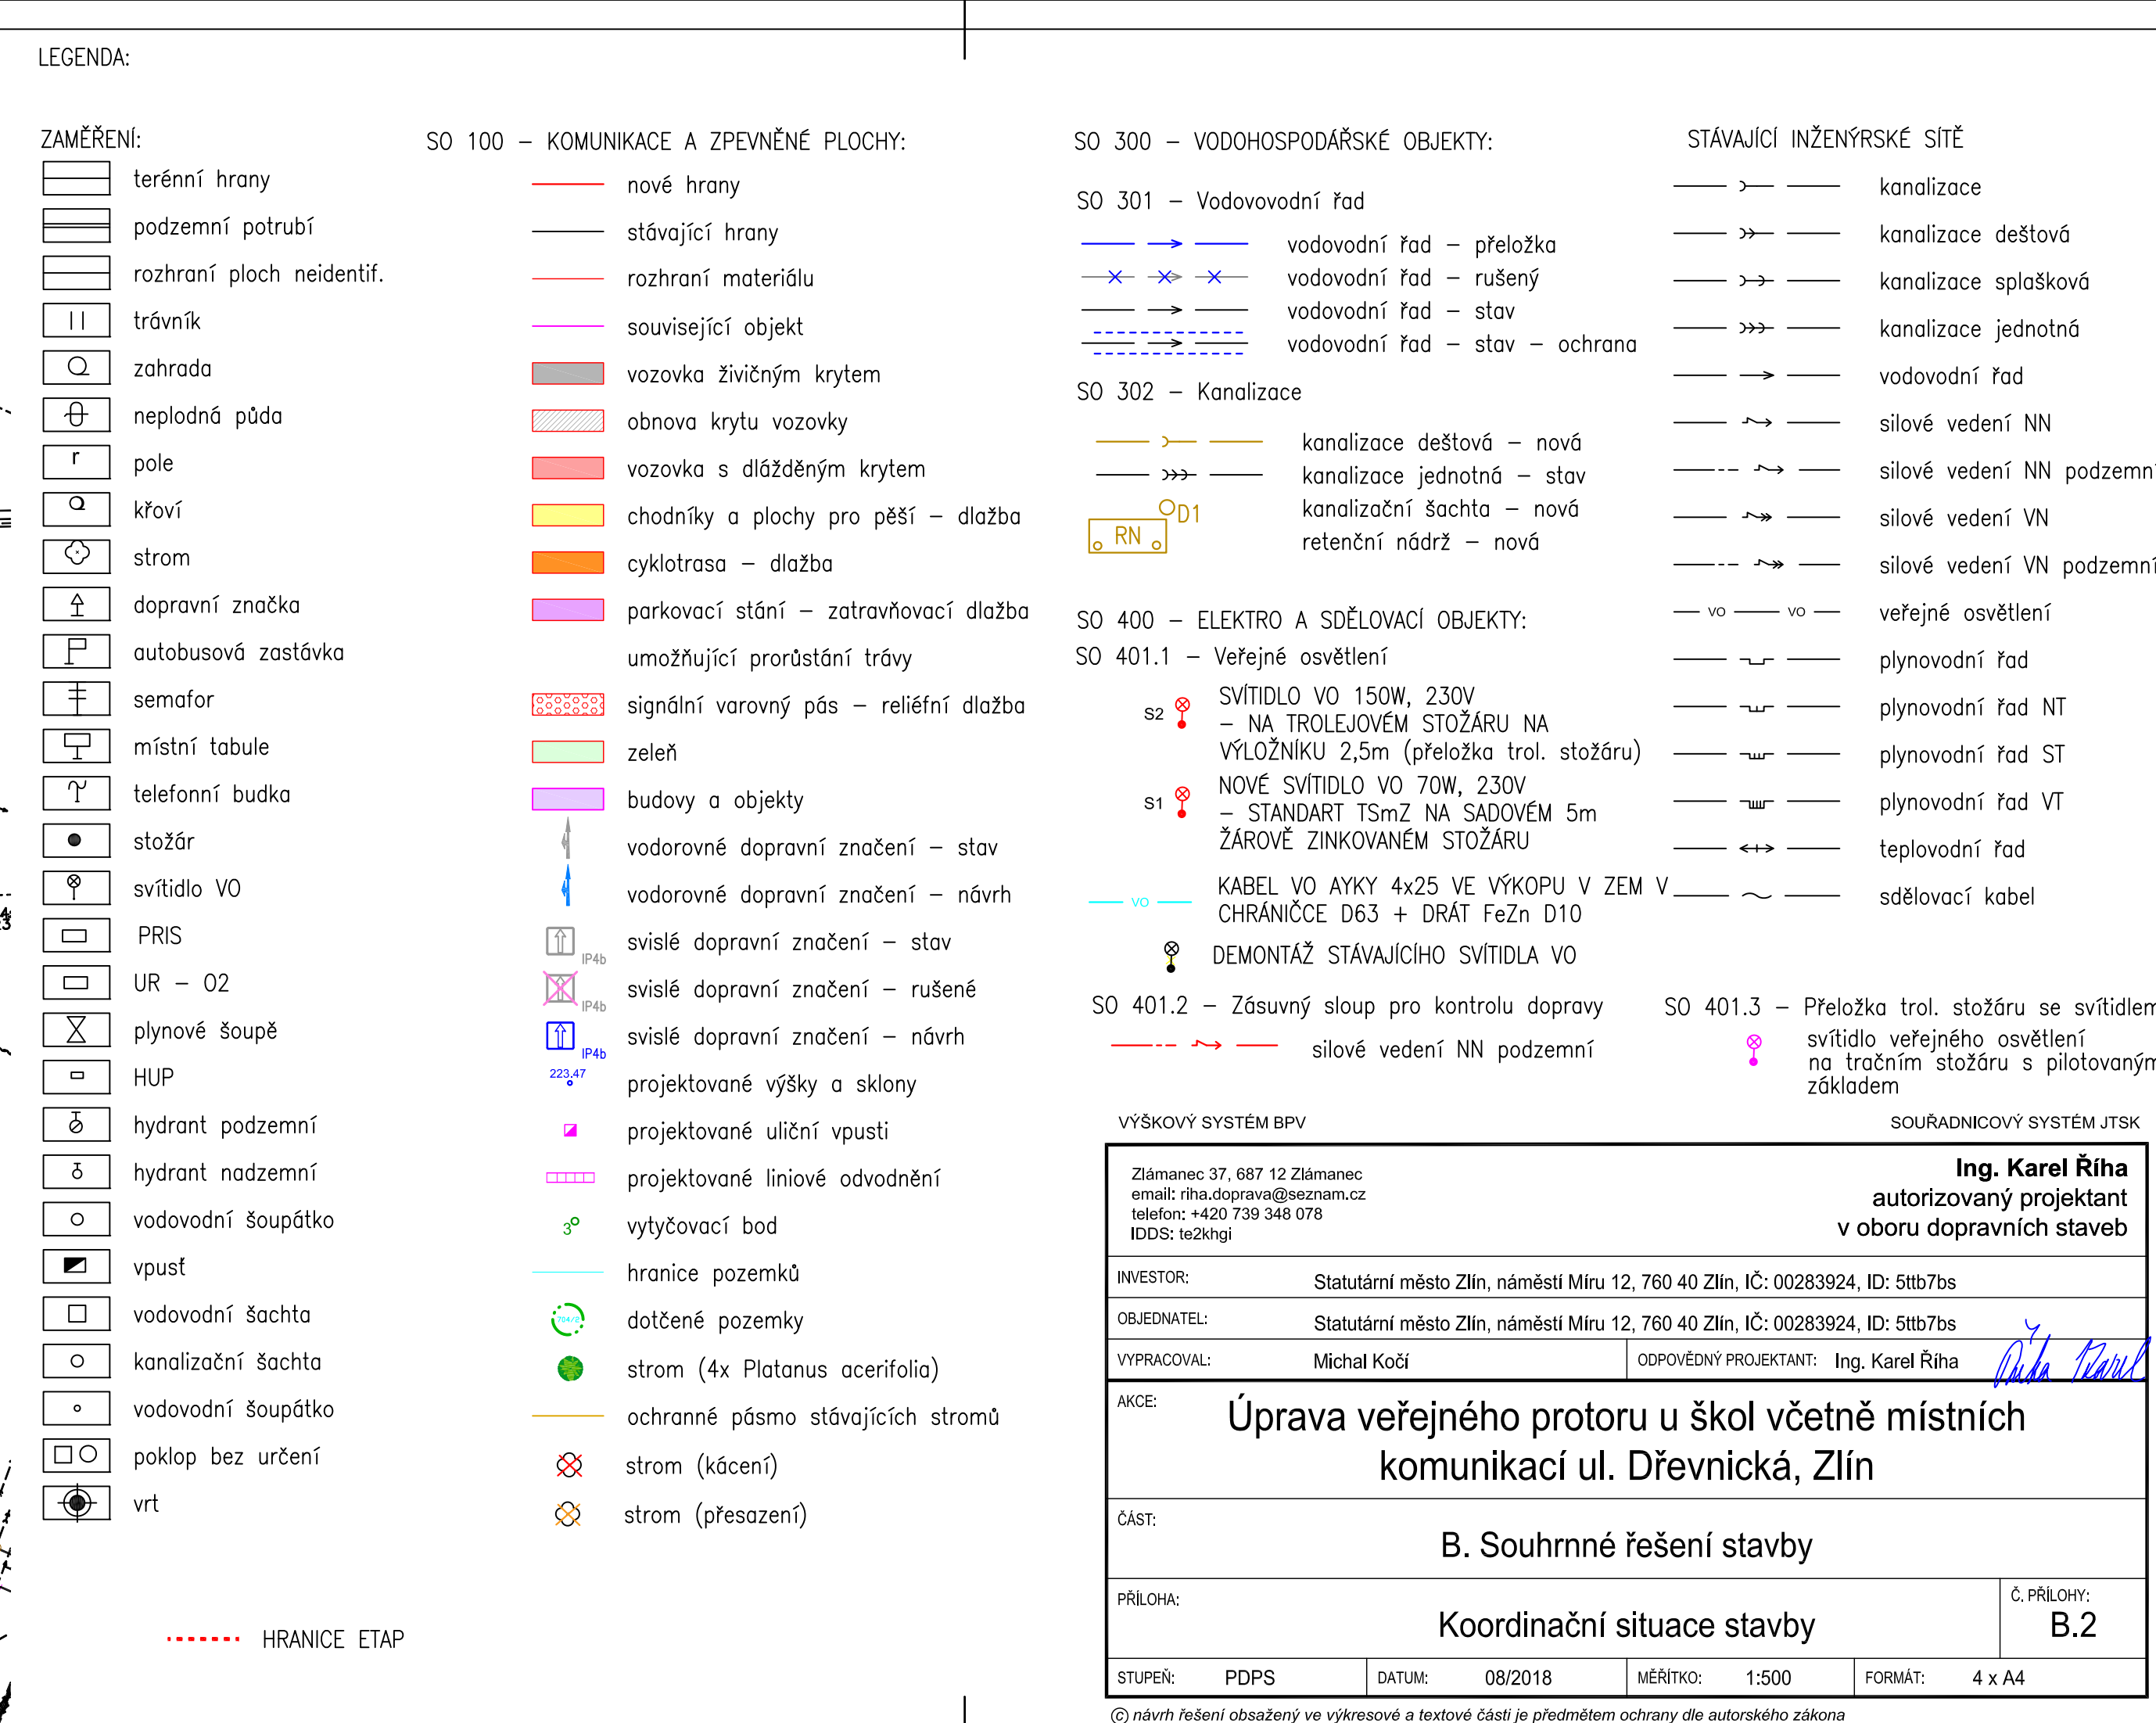 LEGENDA:
ZAMĚŘENÍ:
terénní hrany
podzemní potrubí
rozhraní ploch neidentif.
trávník
zahrada
neplodná půda
r
pole
křoví
strom
dopravní značka
autobusová zastávka
semafor
místní tabule
telefonní budka
stožár
svítidlo VO
PRIS
UR – O2
plynové šoupě
HUP
hydrant podzemní
hydrant nadzemní
vodovodní šoupátko
vpusť
vodovodní šachta
kanalizační šachta
vodovodní šoupátko
poklop bez určení
vrt
HRANICE ETAP
SO 100 – KOMUNIKACE A ZPEVNĚNÉ PLOCHY:
nové hrany
stávající hrany
rozhraní materiálu
související objekt
vozovka živičným krytem
obnova krytu vozovky
vozovka s dlážděným krytem
chodníky a plochy pro pěší – dlažba
cyklotrasa – dlažba
parkovací stání – zatravňovací dlažba
umožňující prorůstání trávy
signální varovný pás – reliéfní dlažba
zeleň
budovy a objekty
vodorovné dopravní značení – stav
vodorovné dopravní značení – návrh
IP4b svislé dopravní značení – stav
IP4b svislé dopravní značení – rušené
IP4b svislé dopravní značení – návrh
223.47 projektované výšky a sklony
projektované uliční vpusti
projektované liniové odvodnění
3 vytyčovací bod
hranice pozemků
764/2 dotčené pozemky
strom (4x Platanus acerifolia)
ochranné pásmo stávajících stromů
strom (kácení)
strom (přesazení)
SO 300 – VODOHOSPODÁŘSKÉ OBJEKTY:
SO 301 – Vodovovodní řad
vodovodní řad – přeložka
vodovodní řad – rušený
vodovodní řad – stav
vodovodní řad – stav – ochrana
SO 302 – Kanalizace
kanalizace deštová – nová
kanalizace jednotná – stav
D1 kanalizační šachta – nová
RN retenční nádrž – nová
SO 400 – ELEKTRO A SDĚLOVACÍ OBJEKTY:
SO 401.1 – Veřejné osvětlení
S2 SVÍTIDLO VO 150W, 230V
– NA TROLEJOVÉM STOŽÁRU NA
VÝLOŽNÍKU 2,5m (přeložka trol. stožáru)
S1 NOVÉ SVÍTIDLO VO 70W, 230V
– STANDART TSmZ NA SADOVÉM 5m
ŽÁROVĚ ZINKOVANÉM STOŽÁRU
VO KABEL VO AYKY 4x25 VE VÝKOPU V ZEM V
CHRÁNIČCE D63 + DRÁT FeZn D10
DEMONTÁŽ STÁVAJÍCÍHO SVÍTIDLA VO
SO 401.2 – Zásuvný sloup pro kontrolu dopravy
silové vedení NN podzemní
STÁVAJÍCÍ INŽENÝRSKÉ SÍTĚ
kanalizace
kanalizace deštová
kanalizace splašková
kanalizace jednotná
vodovodní řad
silové vedení NN
silové vedení NN podzemní
silové vedení VN
silové vedení VN podzemní
VO VO veřejné osvětlení
plynovodní řad
plynovodní řad NT
plynovodní řad ST
plynovodní řad VT
teplovodní řad
sdělovací kabel
SO 401.3 – Přeložka trol. stožáru se svítidlem
svítidlo veřejného osvětlení
na tračním stožáru s pilotovaným
základem
VÝŠKOVÝ SYSTÉM BPV
SOUŘADNICOVÝ SYSTÉM JTSK
Zlámanec 37, 687 12 Zlámanec
email: riha.doprava@seznam.cz
telefon: +420 739 348 078
IDDS: te2khgi
Ing. Karel Říha
autorizovaný projektant
v oboru dopravních staveb
INVESTOR: Statutární město Zlín, náměstí Míru 12, 760 40 Zlín, IČ: 00283924, ID: 5ttb7bs
OBJEDNATEL: Statutární město Zlín, náměstí Míru 12, 760 40 Zlín, IČ: 00283924, ID: 5ttb7bs
VYPRACOVAL: Michal Kočí ODPOVĚDNÝ PROJEKTANT: Ing. Karel Říha
Říha Karel
AKCE: Úprava veřejného protoru u škol včetně místních
komunikací ul. Dřevnická, Zlín
ČÁST:
B. Souhrnné řešení stavby
PŘÍLOHA:
Koordinační situace stavby
Č. PŘÍLOHY:
B.2
STUPEŇ: PDPS DATUM: 08/2018 MĚŘÍTKO: 1:500 FORMÁT: 4 x A4
© návrh řešení obsažený ve výkresové a textové části je předmětem ochrany dle autorského zákona